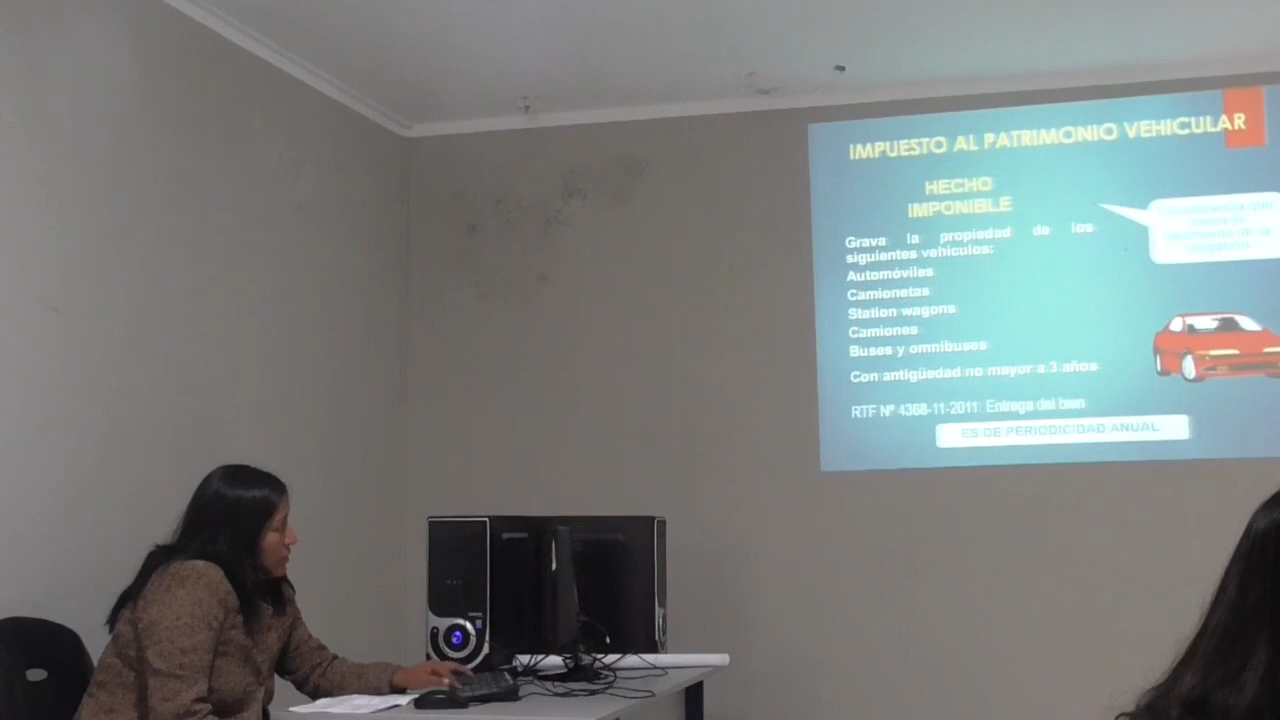 IMPUESTO AL PATRIMONIO VEHICULAR
HECHO
IMPONIBLE
Grava la propiedad de los
siguientes vehículos:
Automóviles
Camionetas
Station wagons
Camiones
Buses y omnibuses
Con antigüedad no mayor a 3 años
RTF Nº 4368-11-2011: Entrega del bien
ES DE PERIODICIDAD ANUAL